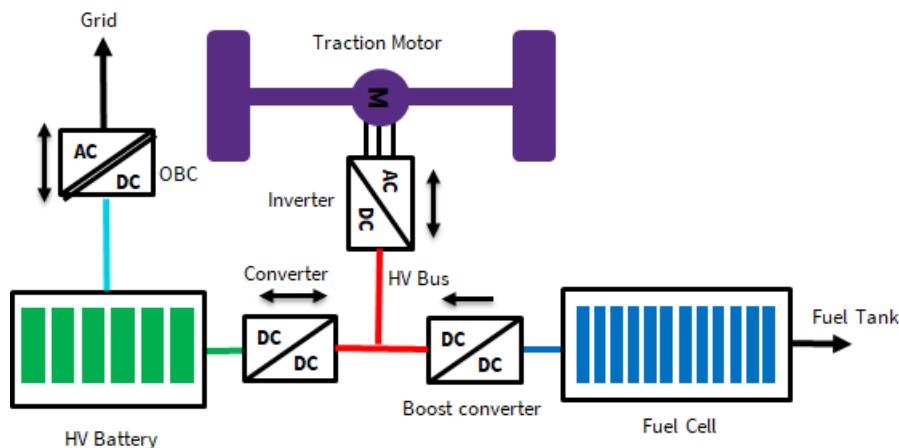 Grid
Traction Motor
M
AC
DC
OBC
Inverter
AC
DC
Converter
HV Bus
DC
DC
DC
DC
Boost converter
Fuel Tank
HV Battery
Fuel Cell